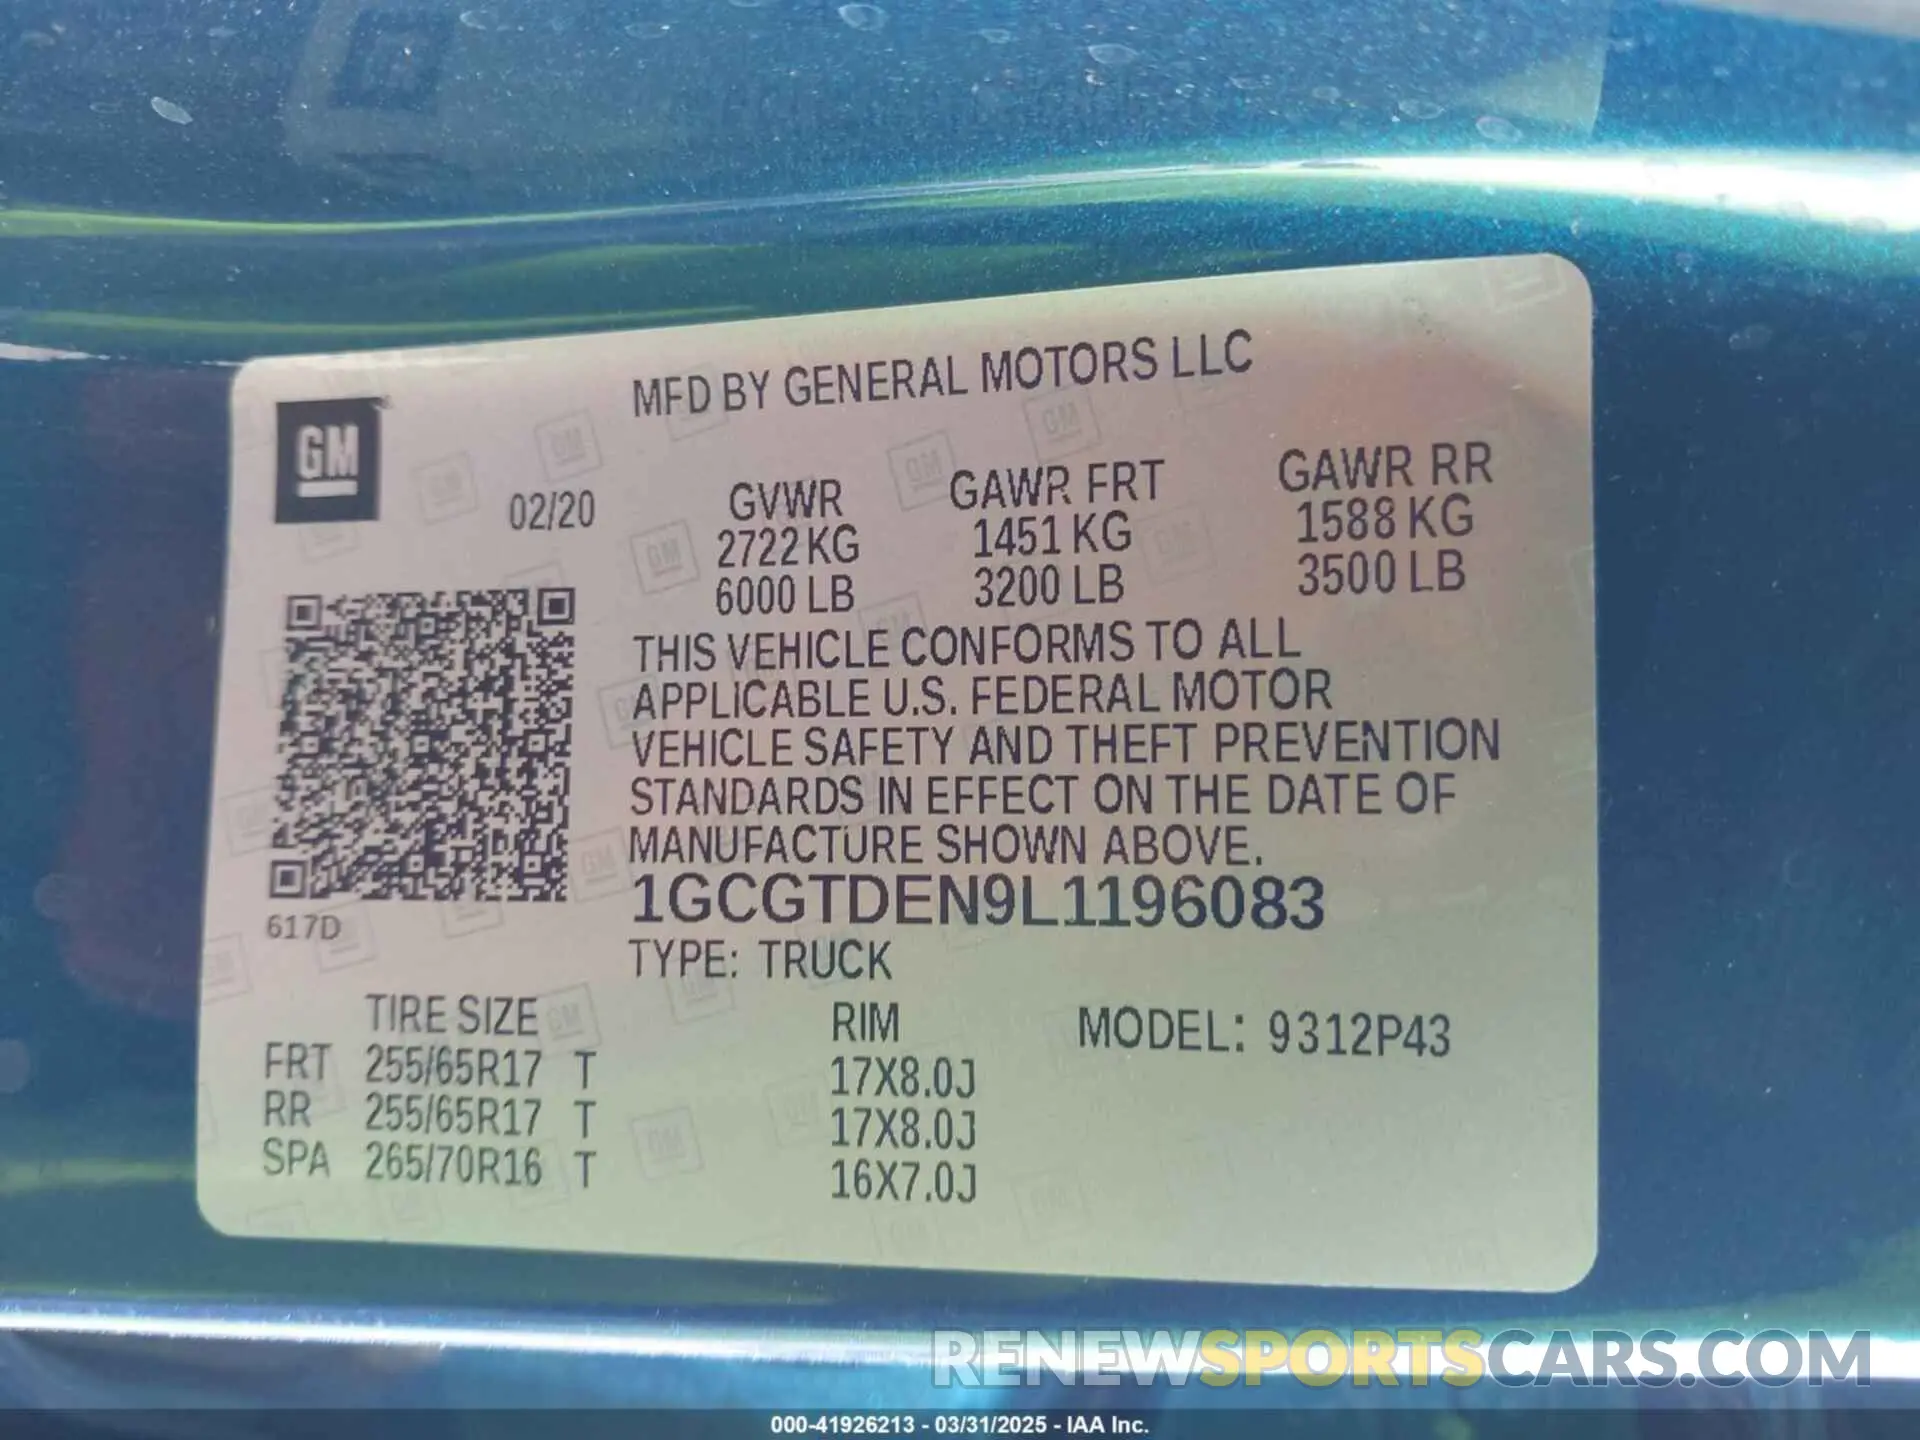 MFD BY GENERAL MOTORS LLC
GM
02/20
GVWR GAWR FRT GAWR RR
2722 KG 1451 KG 1588 KG
6000 LB 3200 LB 3500 LB
THIS VEHICLE CONFORMS TO ALL
APPLICABLE U.S. FEDERAL MOTOR
VEHICLE SAFETY AND THEFT PREVENTION
STANDARDS IN EFFECT ON THE DATE OF
MANUFACTURE SHOWN ABOVE.
1GCGTDEN9L1196083
617D
TYPE: TRUCK
TIRE SIZE RIM MODEL: 9312P43
FRT 255/65R17 T 17X8.0J
RR 255/65R17 T 17X8.0J
SPA 265/70R16 T 16X7.0J
RENEWSPORTSCARS.COM
000-41926213 - 03/31/2025 - IAA Inc.